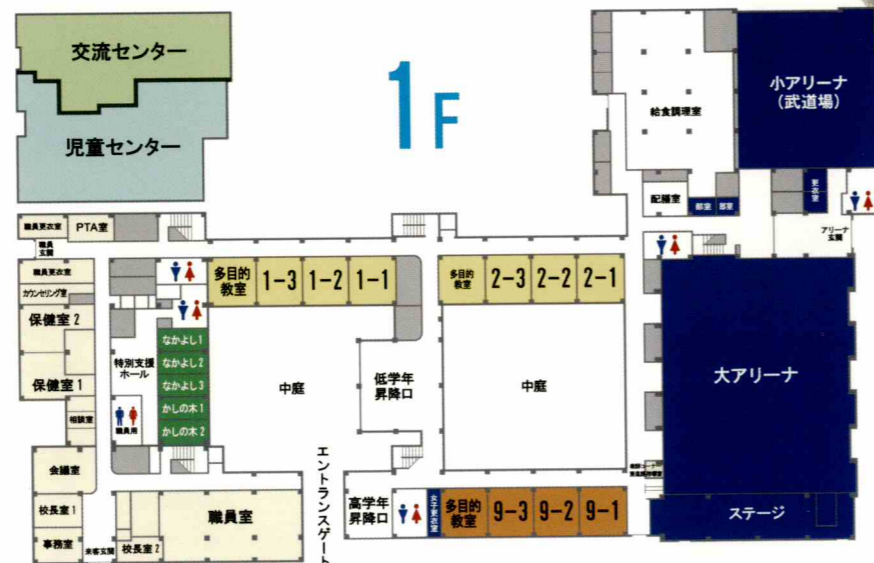 交流センター
児童センター
1F
給食調理室
小アリーナ
(武道場)
配膳室
部室
部室
更衣室
アリーナ
玄関
職員更衣室
PTA室
職員
玄関
職員更衣室
カウンセリング室
保健室 2
保健室 1
相談室
会議室
校長室 1
事務室
来客玄関
校長室 2
職員室
特別支援
ホール
職員用
なかよし 1
なかよし 2
なかよし 3
かしの木 1
かしの木 2
多目的
教室
1-3
1-2
1-1
中庭
低学年
昇降口
エントランスゲート
多目的
教室
2-3
2-2
2-1
中庭
高学年
昇降口
女子更衣室
多目的
教室
9-3
9-2
9-1
大アリーナ
ステージ